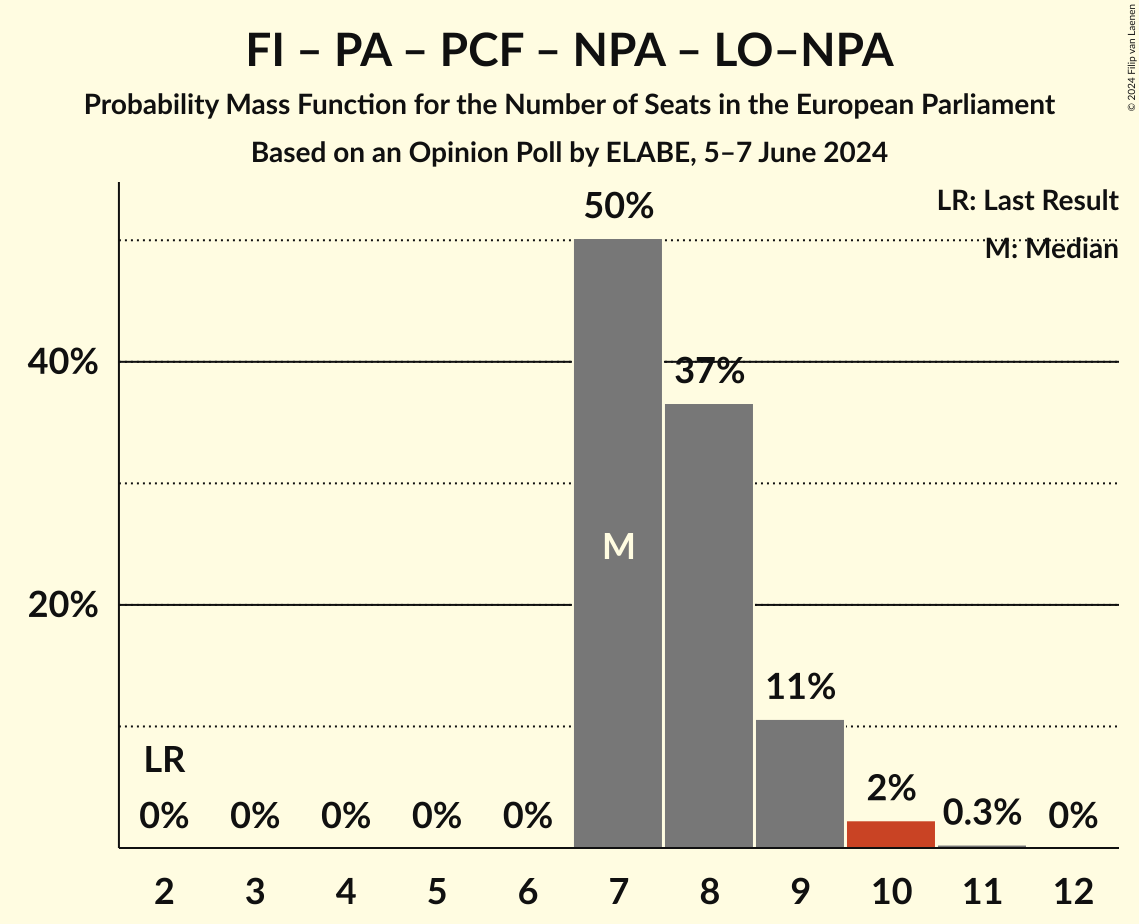 FI – PA – PCF – NPA – LO–NPA
Probability Mass Function for the Number of Seats in the European Parliament
Based on an Opinion Poll by ELABE, 5–7 June 2024
© 2024 Filip van Laenen
LR: Last Result
M: Median
50%
40%
37%
M
20%
11%
LR
2%
0% 0% 0% 0% 0% 0.3% 0%
2 3 4 5 6 7 8 9 10 11 12